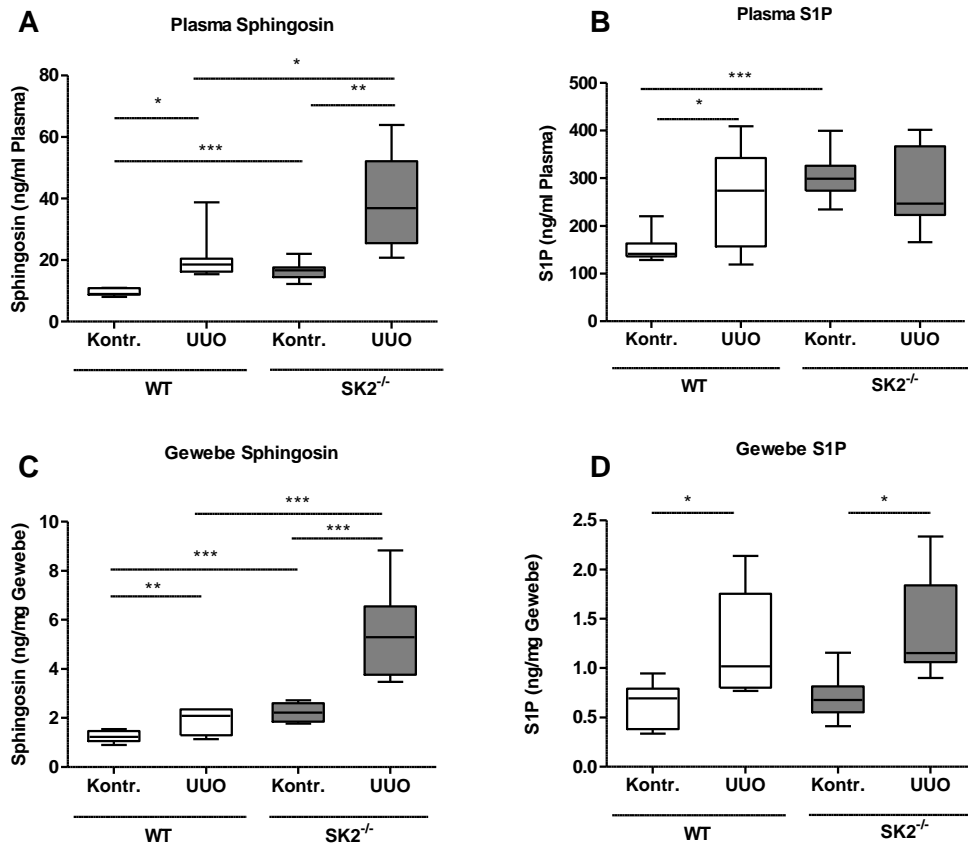 A
Plasma Sphingosin
Sphingosin (ng/ml Plasma)
80
60
40
20
0
*
*
**
***
Kontr.
UUO
Kontr.
UUO
WT
SK2-/-
B
Plasma S1P
S1P (ng/ml Plasma)
500
400
300
200
100
0
***
*
Kontr.
UUO
Kontr.
UUO
WT
SK2-/-
C
Gewebe Sphingosin
Sphingosin (ng/mg Gewebe)
10
8
6
4
2
0
***
***
***
**
Kontr.
UUO
Kontr.
UUO
WT
SK2-/-
D
Gewebe S1P
S1P (ng/mg Gewebe)
2.5
2.0
1.5
1.0
0.5
0.0
*
*
Kontr.
UUO
Kontr.
UUO
WT
SK2-/-